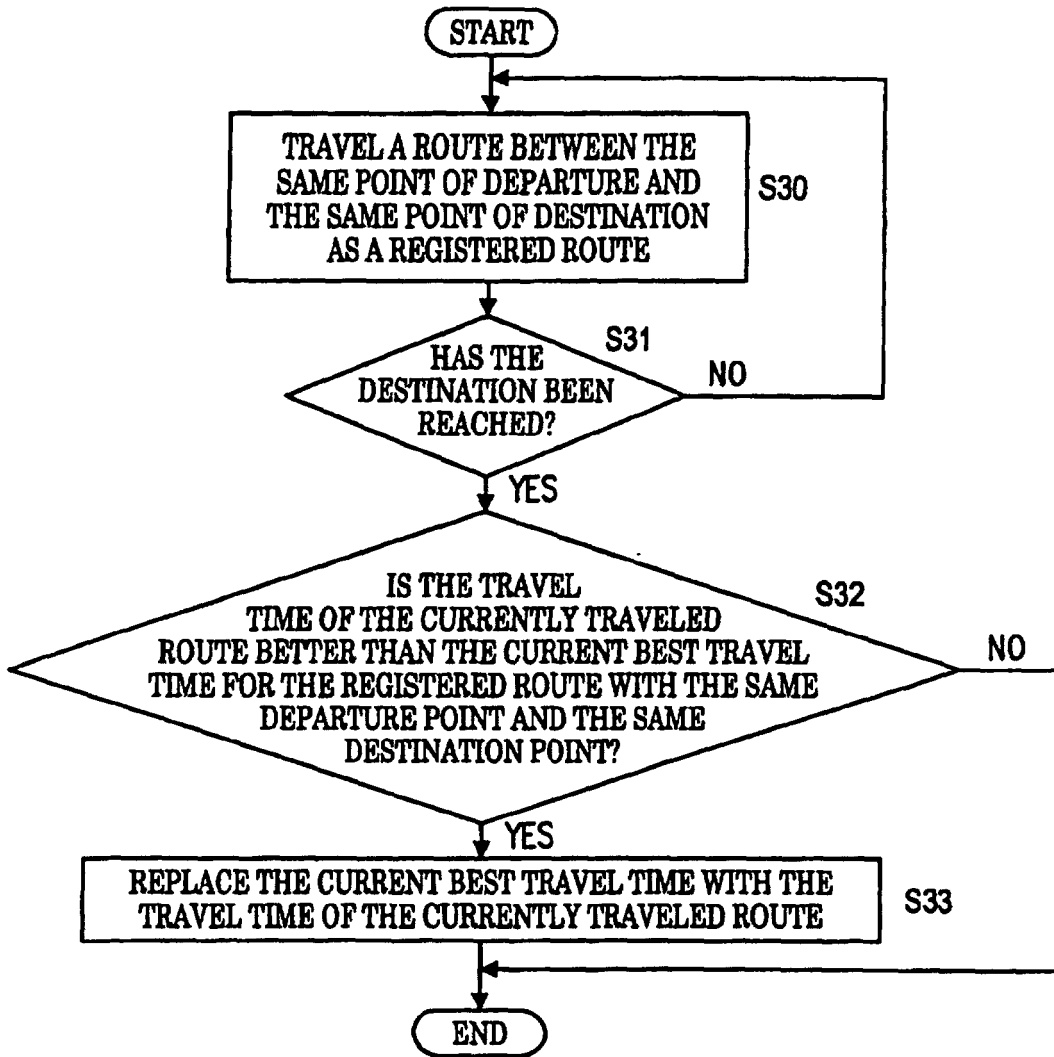 START
TRAVEL A ROUTE BETWEEN THE
SAME POINT OF DEPARTURE AND
THE SAME POINT OF DESTINATION
AS A REGISTERED ROUTE
S30
S31
HAS THE
DESTINATION BEEN
REACHED?
NO
YES
IS THE TRAVEL
TIME OF THE CURRENTLY TRAVELED
ROUTE BETTER THAN THE CURRENT BEST TRAVEL
TIME FOR THE REGISTERED ROUTE WITH THE SAME
DEPARTURE POINT AND THE SAME
DESTINATION POINT?
S32
NO
YES
REPLACE THE CURRENT BEST TRAVEL TIME WITH THE
TRAVEL TIME OF THE CURRENTLY TRAVELED ROUTE
S33
END